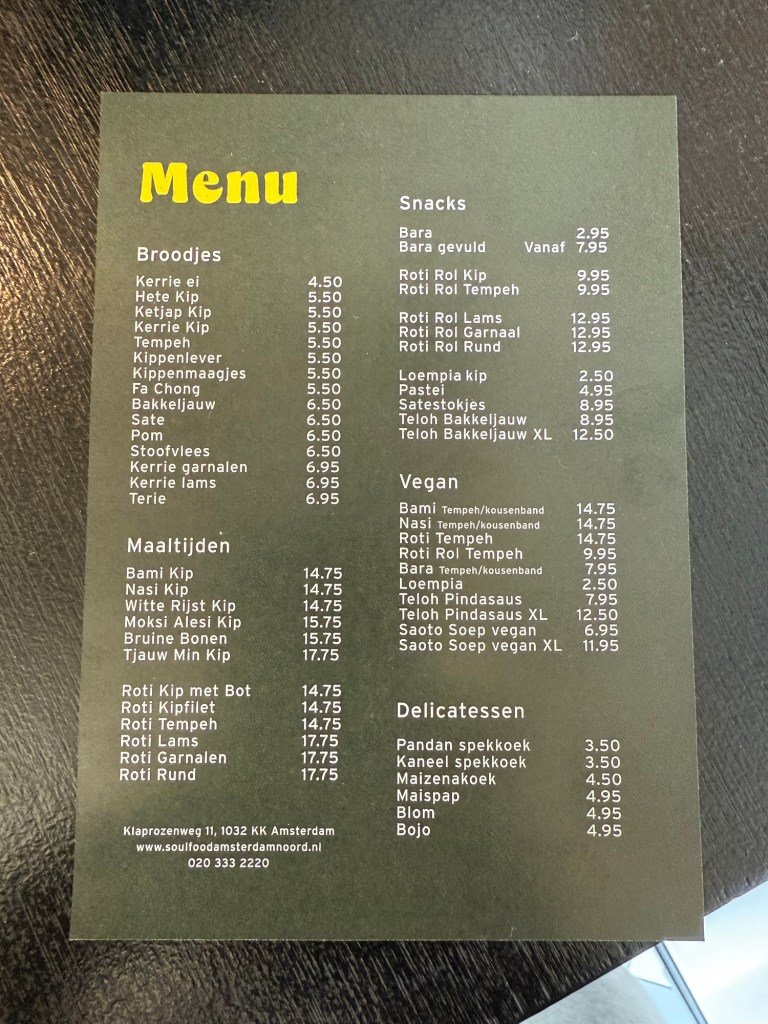 Menu
Broodjes
Kerrie ei 4.50
Hete Kip 5.50
Ketjap Kip 5.50
Kerrie Kip 5.50
Tempeh 5.50
Kippenlever 5.50
Kippenmaagjes 5.50
Fa Chong 5.50
Bakkeljauw 6.50
Sate 6.50
Pom 6.50
Stoofvlees 6.50
Kerrie garnalen 6.95
Kerrie lams 6.95
Terie 6.95
Maaltijden
Bami Kip 14.75
Nasi Kip 14.75
Witte Rijst Kip 14.75
Moksi Alesi Kip 15.75
Bruine Bonen 15.75
Tjauw Min Kip 17.75
Roti Kip met Bot 14.75
Roti Kipfilet 14.75
Roti Tempeh 14.75
Roti Lams 17.75
Roti Garnalen 17.75
Roti Rund 17.75
Klaprozenweg 11, 1032 KK Amsterdam
www.soulfoodamsterdamnoord.nl
020 333 2220
Snacks
Bara 2.95
Bara gevuld Vanaf 7.95
Roti Rol Kip 9.95
Roti Rol Tempeh 9.95
Roti Rol Lams 12.95
Roti Rol Garnaal 12.95
Roti Rol Rund 12.95
Loempia kip 2.50
Pastei 4.95
Satestokjes 8.95
Teloh Bakkeljauw 8.95
Teloh Bakkeljauw XL 12.50
Vegan
Bami Tempeh/kousenband 14.75
Nasi Tempeh/kousenband 14.75
Roti Tempeh 14.75
Roti Rol Tempeh 9.95
Bara Tempeh/kousenband 7.95
Loempia 2.50
Teloh Pindasaus 7.95
Teloh Pindasaus XL 12.50
Saoto Soep vegan 6.95
Saoto Soep vegan XL 11.95
Delicatessen
Pandan spekkoek 3.50
Kaneel spekkoek 3.50
Maizenakoek 4.50
Maispap 4.95
Blom 4.95
Bojo 4.95